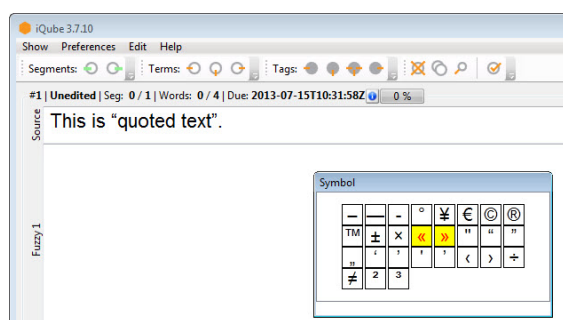 iQube 3.7.10
Show Preferences Edit Help
Segments: Terms: Tags:
#1 | Unedited | Seg: 0 / 1 | Words: 0 / 4 | Due: 2013-07-15T10:31:58Z 0 %
Source
This is “quoted text”.
Fuzzy 1
Symbol
– — - ° ¥ € © ®
™ ± × « » " “ ”
„ ‘ ’ ' ’ ‹ › ÷
≠ ² ³